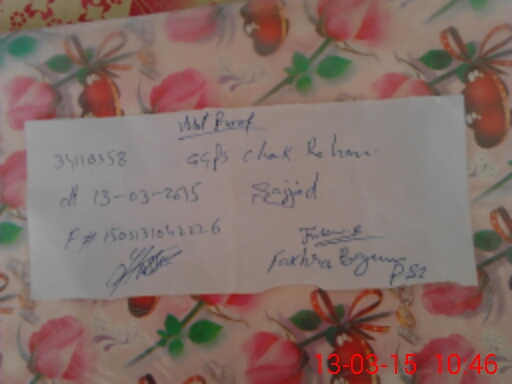 Visit Proof
34110358 GGPS Chak Rehan
dt 13-03-2015 Sajjid
F # 150313104222.6
Fakhra Begum
PST
13-03-15 10:46